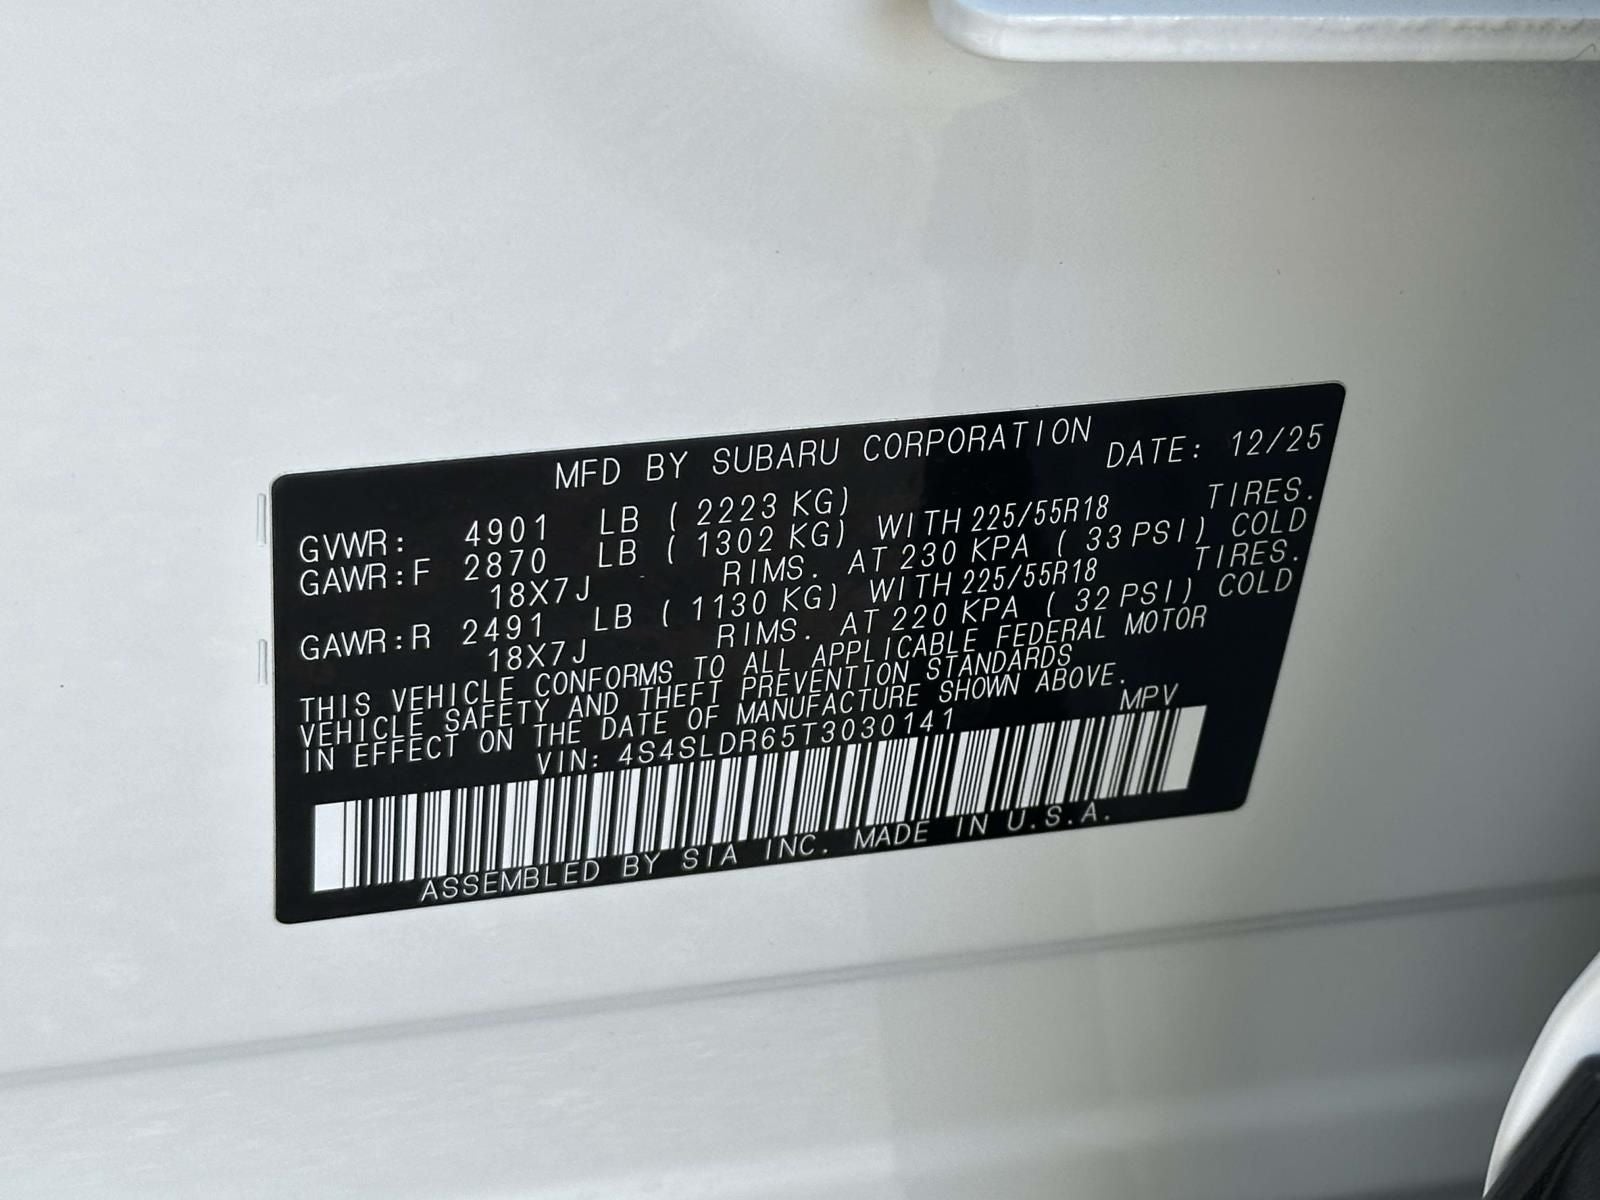 MFD BY SUBARU CORPORATION DATE: 12/25
GVWR: 4901 LB ( 2223 KG)
GAWR:F 2870 LB ( 1302 KG) WITH 225/55R18 TIRES.
18X7J RIMS. AT 230 KPA ( 33 PSI) COLD
GAWR:R 2491 LB ( 1130 KG) WITH 225/55R18 TIRES.
18X7J RIMS. AT 220 KPA ( 32 PSI) COLD
THIS VEHICLE CONFORMS TO ALL APPLICABLE FEDERAL MOTOR
VEHICLE SAFETY AND THEFT PREVENTION STANDARDS
IN EFFECT ON THE DATE OF MANUFACTURE SHOWN ABOVE.
VIN: 4S4SLDR65T3030141 MPV
ASSEMBLED BY SIA INC. MADE IN U.S.A.